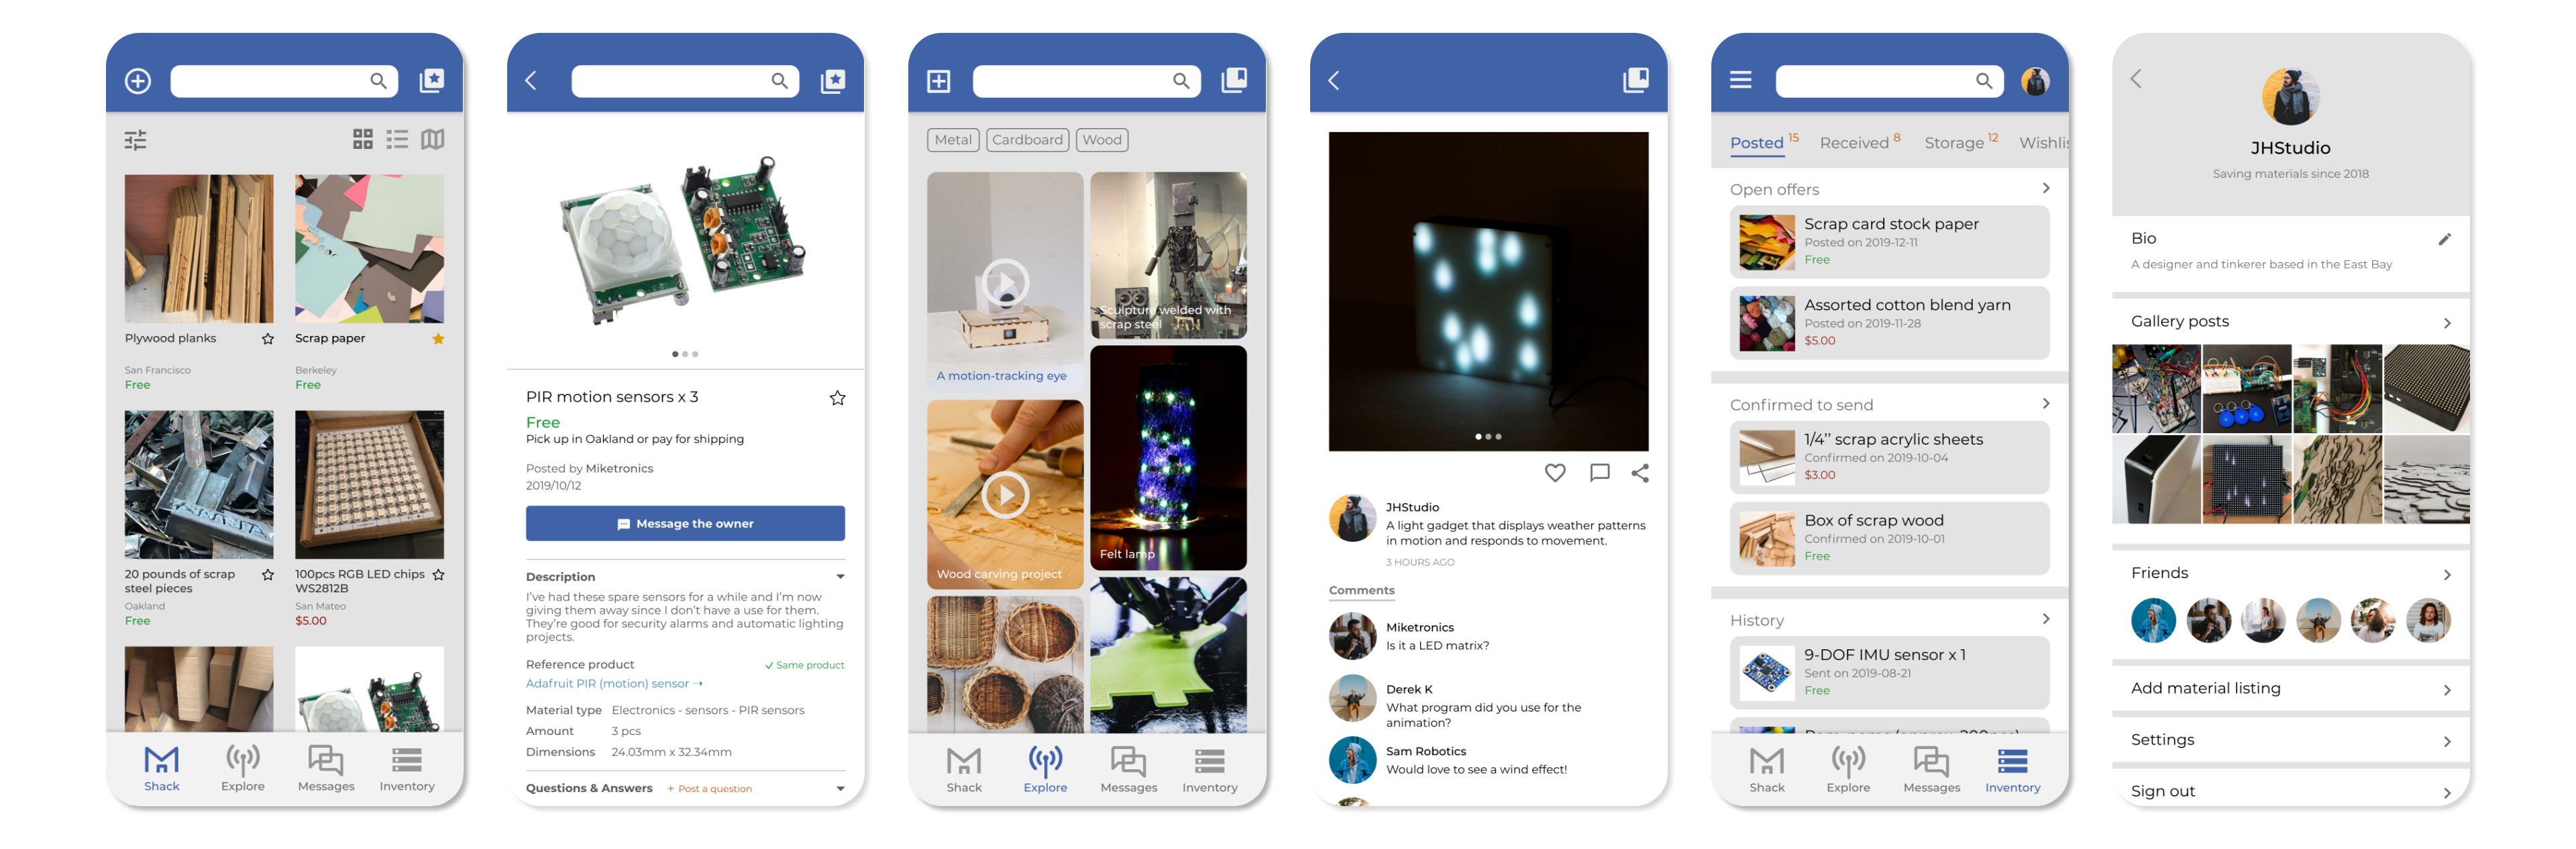 Plywood planks
San Francisco
Free
Scrap paper
Berkeley
Free
20 pounds of scrap
steel pieces
Oakland
Free
100pcs RGB LED chips
WS2812B
San Mateo
$5.00
Shack
Explore
Messages
Inventory
PIR motion sensors x 3
Free
Pick up in Oakland or pay for shipping
Posted by Miketronics
2019/10/12
Message the owner
Description
I've had these spare sensors for a while and I'm now
giving them away since I don't have a use for them.
They're good for security alarms and automatic lighting
projects.
Reference product
✓ Same product
Adafruit PIR (motion) sensor →
Material type Electronics - sensors - PIR sensors
Amount 3 pcs
Dimensions 24.03mm x 32.34mm
Questions & Answers + Post a question
Metal
Cardboard
Wood
A motion-tracking eye
Sculpture welded with
scrap steel
Wood carving project
Felt lamp
Shack
Explore
Messages
Inventory
JHStudio
A light gadget that displays weather patterns
in motion and responds to movement.
3 HOURS AGO
Comments
Miketronics
Is it a LED matrix?
Derek K
What program did you use for the
animation?
Sam Robotics
Would love to see a wind effect!
Posted 15 Received 8 Storage 12 Wishlis
Open offers
Scrap card stock paper
Posted on 2019-12-11
Free
Assorted cotton blend yarn
Posted on 2019-11-28
$5.00
Confirmed to send
1/4’’ scrap acrylic sheets
Confirmed on 2019-10-04
$3.00
Box of scrap wood
Confirmed on 2019-10-01
Free
History
9-DOF IMU sensor x 1
Sent on 2019-08-21
Free
Shack
Explore
Messages
Inventory
JHStudio
Saving materials since 2018
Bio
A designer and tinkerer based in the East Bay
Gallery posts
Friends
Add material listing
Settings
Sign out